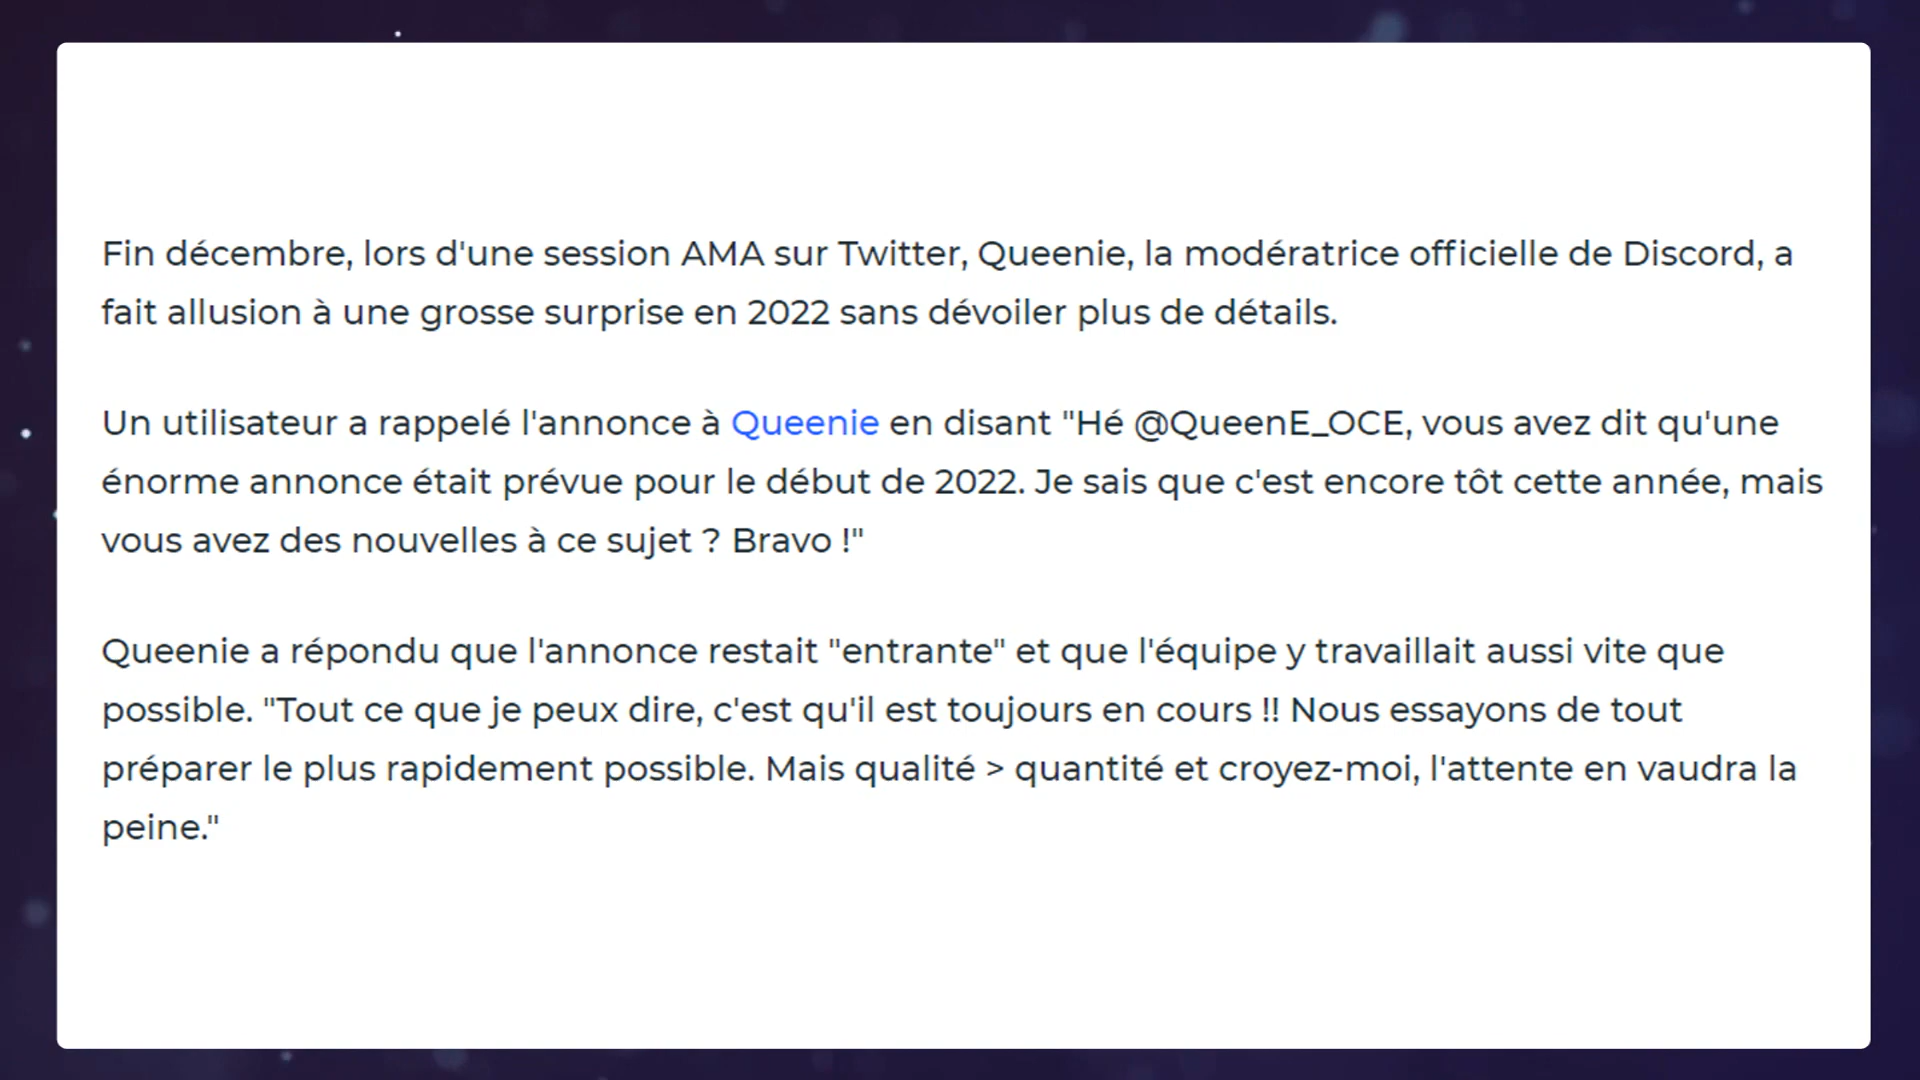 Fin décembre, lors d'une session AMA sur Twitter, Queenie, la modératrice officielle de Discord, a
fait allusion à une grosse surprise en 2022 sans dévoiler plus de détails.
Un utilisateur a rappelé l'annonce à Queenie en disant "Hé @QueenE_OCE, vous avez dit qu'une
énorme annonce était prévue pour le début de 2022. Je sais que c'est encore tôt cette année, mais
vous avez des nouvelles à ce sujet ? Bravo !"
Queenie a répondu que l'annonce restait "entrante" et que l'équipe y travaillait aussi vite que
possible. "Tout ce que je peux dire, c'est qu'il est toujours en cours !! Nous essayons de tout
préparer le plus rapidement possible. Mais qualité > quantité et croyez-moi, l'attente en vaudra la
peine."